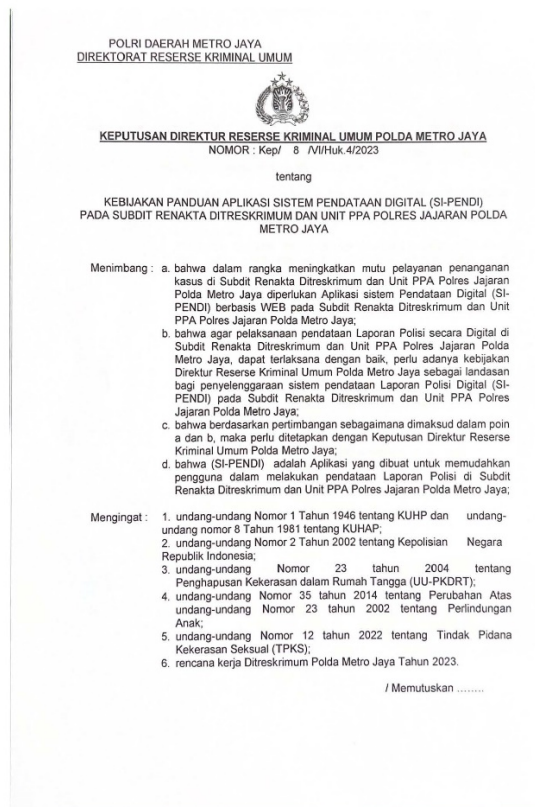 POLRI DAERAH METRO JAYA
DIREKTORAT RESERSE KRIMINAL UMUM
KEPUTUSAN DIREKTUR RESERSE KRIMINAL UMUM POLDA METRO JAYA
NOMOR : Kep/ 8 /VI/Huk.4/2023
tentang
KEBIJAKAN PANDUAN APLIKASI SISTEM PENDATAAN DIGITAL (SI-PENDI)
PADA SUBDIT RENAKTA DITRESKRIMUM DAN UNIT PPA POLRES JAJARAN POLDA
METRO JAYA
Menimbang : a. bahwa dalam rangka meningkatkan mutu pelayanan penanganan
kasus di Subdit Renakta Ditreskrimum dan Unit PPA Polres Jajaran
Polda Metro Jaya diperlukan Aplikasi sistem Pendataan Digital (SI-
PENDI) berbasis WEB pada Subdit Renakta Ditreskrimum dan Unit
PPA Polres Jajaran Polda Metro Jaya;
b. bahwa agar pelaksanaan pendataan Laporan Polisi secara Digital di
Subdit Renakta Ditreskrimum dan Unit PPA Polres Jajaran Polda
Metro Jaya, dapat terlaksana dengan baik, perlu adanya kebijakan
Direktur Reserse Kriminal Umum Polda Metro Jaya sebagai landasan
bagi penyelenggaraan sistem pendataan Laporan Polisi Digital (SI-
PENDI) pada Subdit Renakta Ditreskrimum dan Unit PPA Polres
Jajaran Polda Metro Jaya;
c. bahwa berdasarkan pertimbangan sebagaimana dimaksud dalam poin
a dan b, maka perlu ditetapkan dengan Keputusan Direktur Reserse
Kriminal Umum Polda Metro Jaya;
d. bahwa (SI-PENDI) adalah Aplikasi yang dibuat untuk memudahkan
pengguna dalam melakukan pendataan Laporan Polisi di Subdit
Renakta Ditreskrimum dan Unit PPA Polres Jajaran Polda Metro Jaya;
Mengingat : 1. undang-undang Nomor 1 Tahun 1946 tentang KUHP dan undang-
undang nomor 8 Tahun 1981 tentang KUHAP;
2. undang-undang Nomor 2 Tahun 2002 tentang Kepolisian Negara
Republik Indonesia;
3. undang-undang Nomor 23 tahun 2004 tentang
Penghapusan Kekerasan dalam Rumah Tangga (UU-PKDRT);
4. undang-undang Nomor 35 tahun 2014 tentang Perubahan Atas
undang-undang Nomor 23 tahun 2002 tentang Perlindungan
Anak;
5. undang-undang Nomor 12 tahun 2022 tentang Tindak Pidana
Kekerasan Seksual (TPKS);
6. rencana kerja Ditreskrimum Polda Metro Jaya Tahun 2023.
/ Memutuskan ........